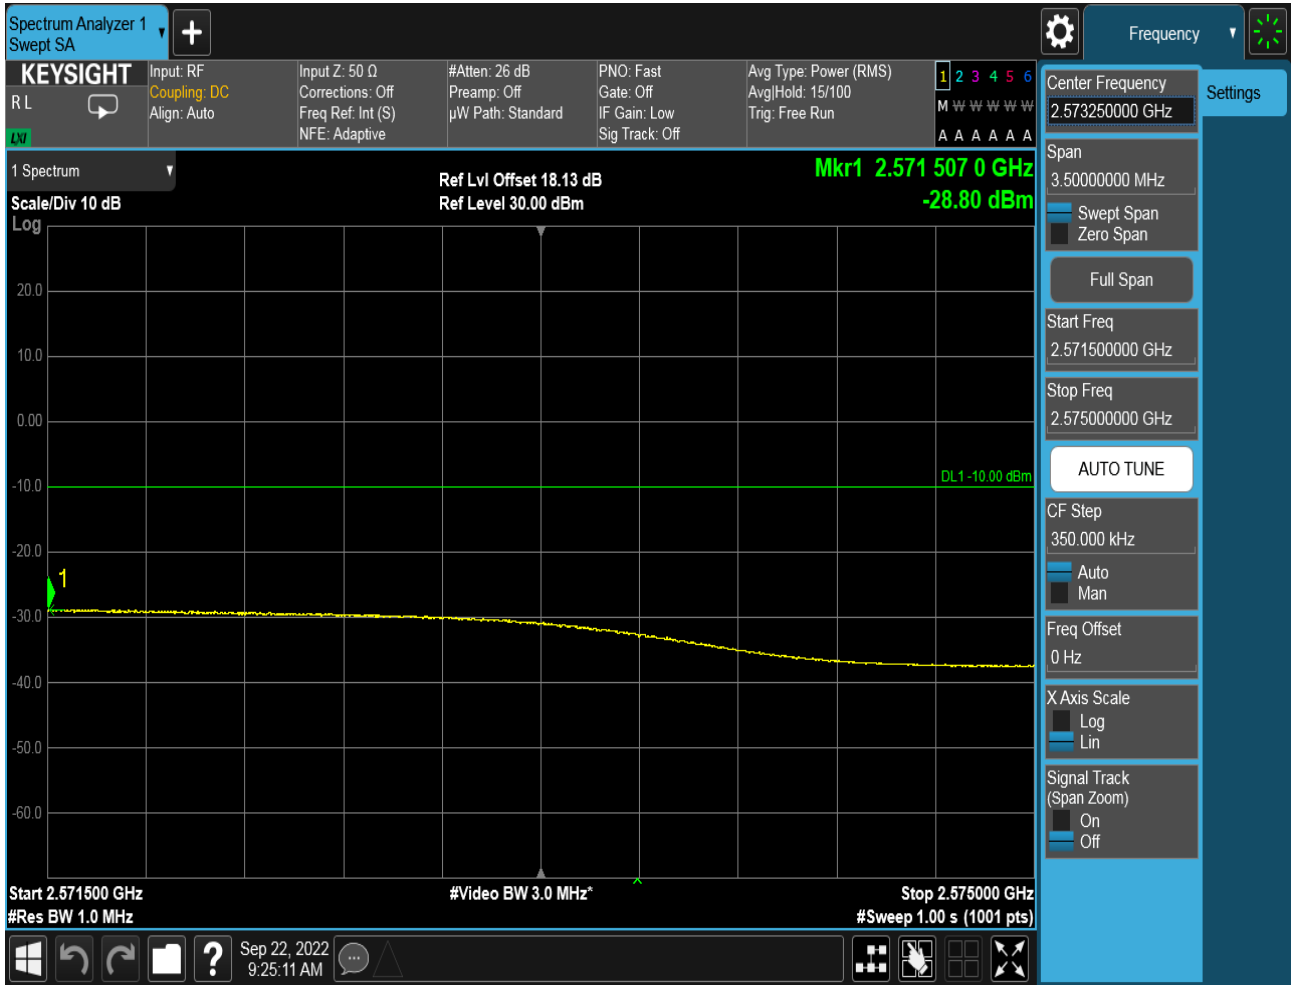 Spectrum Analyzer 1
Swept SA
Frequency
KEYSIGHT
R L
LXI
Input: RF
Coupling: DC
Align: Auto
Input Z: 50 Ω
Corrections: Off
Freq Ref: Int (S)
NFE: Adaptive
#Atten: 26 dB
Preamp: Off
µW Path: Standard
PNO: Fast
Gate: Off
IF Gain: Low
Sig Track: Off
Avg Type: Power (RMS)
Avg|Hold: 15/100
Trig: Free Run
1 2 3 4 5 6
M W W W W W
A A A A A A
1 Spectrum
Scale/Div 10 dB
Log
Ref Lvl Offset 18.13 dB
Ref Level 30.00 dBm
Mkr1 2.571 507 0 GHz
-28.80 dBm
20.0
10.0
0.00
-10.0
-20.0
-30.0
-40.0
-50.0
-60.0
DL1 -10.00 dBm
1
Start 2.571500 GHz
#Res BW 1.0 MHz
#Video BW 3.0 MHz*
Stop 2.575000 GHz
#Sweep 1.00 s (1001 pts)
Center Frequency
2.573250000 GHz
Settings
Span
3.50000000 MHz
Swept Span
Zero Span
Full Span
Start Freq
2.571500000 GHz
Stop Freq
2.575000000 GHz
AUTO TUNE
CF Step
350.000 kHz
Auto
Man
Freq Offset
0 Hz
X Axis Scale
Log
Lin
Signal Track
(Span Zoom)
On
Off
?
Sep 22, 2022
9:25:11 AM